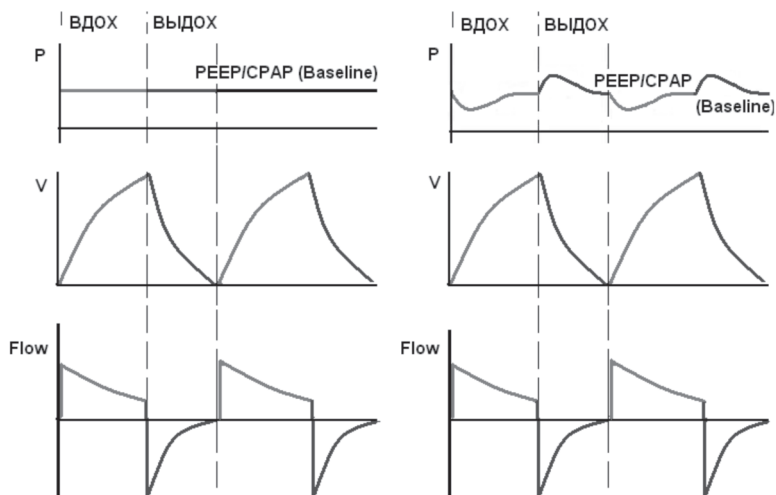 ВДОХ ВЫДОХ
P
PEEP/CPAP (Baseline)
V
Flow
ВДОХ ВЫДОХ
P
PEEP/CPAP
(Baseline)
V
Flow